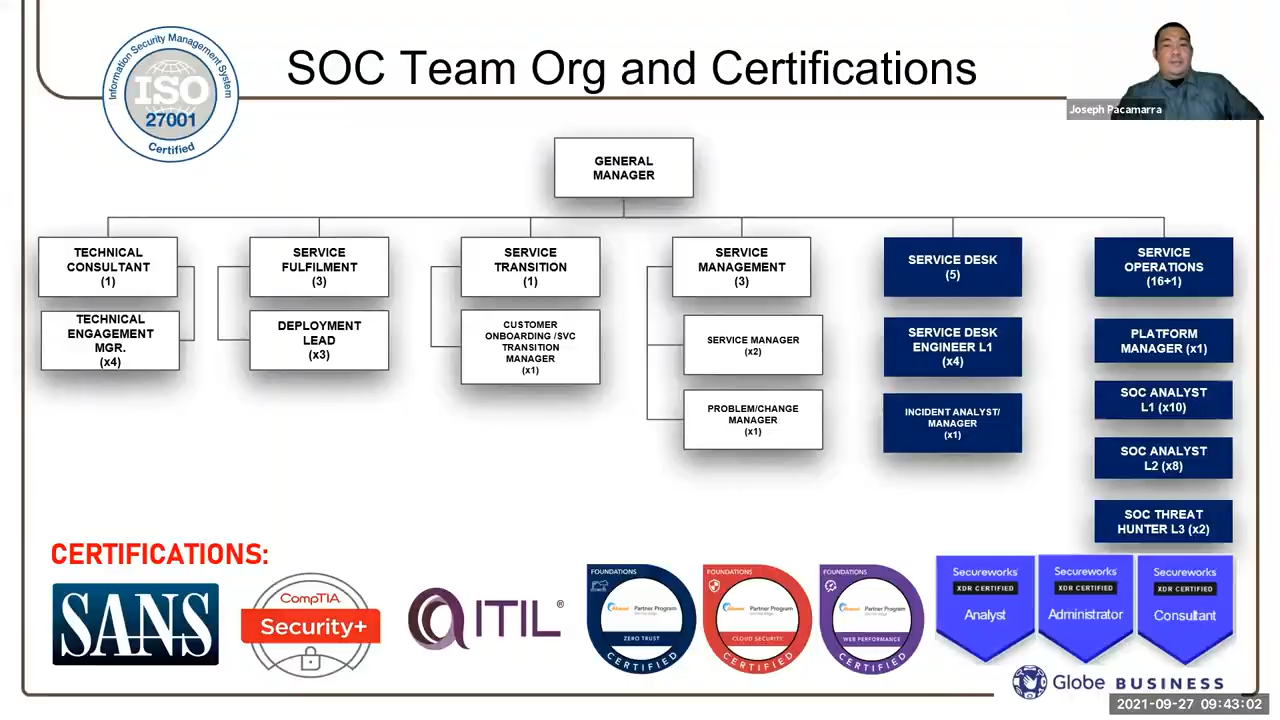 Information Security Management System
ISO
27001
Certified
SOC Team Org and Certifications
Joseph Pacamarra
GENERAL
MANAGER
TECHNICAL
CONSULTANT
(1)
TECHNICAL
ENGAGEMENT
MGR.
(x4)
SERVICE
FULFILMENT
(3)
DEPLOYMENT
LEAD
(x3)
SERVICE
TRANSITION
(1)
CUSTOMER
ONBOARDING /SVC
TRANSITION
MANAGER
(x1)
SERVICE
MANAGEMENT
(3)
SERVICE MANAGER
(x2)
PROBLEM/CHANGE
MANAGER
(x1)
SERVICE DESK
(5)
SERVICE DESK
ENGINEER L1
(x4)
INCIDENT ANALYST/
MANAGER
(x1)
SERVICE
OPERATIONS
(16+1)
PLATFORM
MANAGER (x1)
SOC ANALYST
L1 (x10)
SOC ANALYST
L2 (x8)
SOC THREAT
HUNTER L3 (x2)
CERTIFICATIONS:
SANS
CompTIA
Security+
ITIL®
FOUNDATIONS
Akamai Partner Program
ZERO TRUST
CERTIFIED
FOUNDATIONS
Akamai Partner Program
CLOUD SECURITY
CERTIFIED
FOUNDATIONS
Akamai Partner Program
WEB PERFORMANCE
CERTIFIED
Secureworks
XDR CERTIFIED
Analyst
Secureworks
XDR CERTIFIED
Administrator
Secureworks
XDR CERTIFIED
Consultant
Globe BUSINESS
2021-09-27 09:43:02